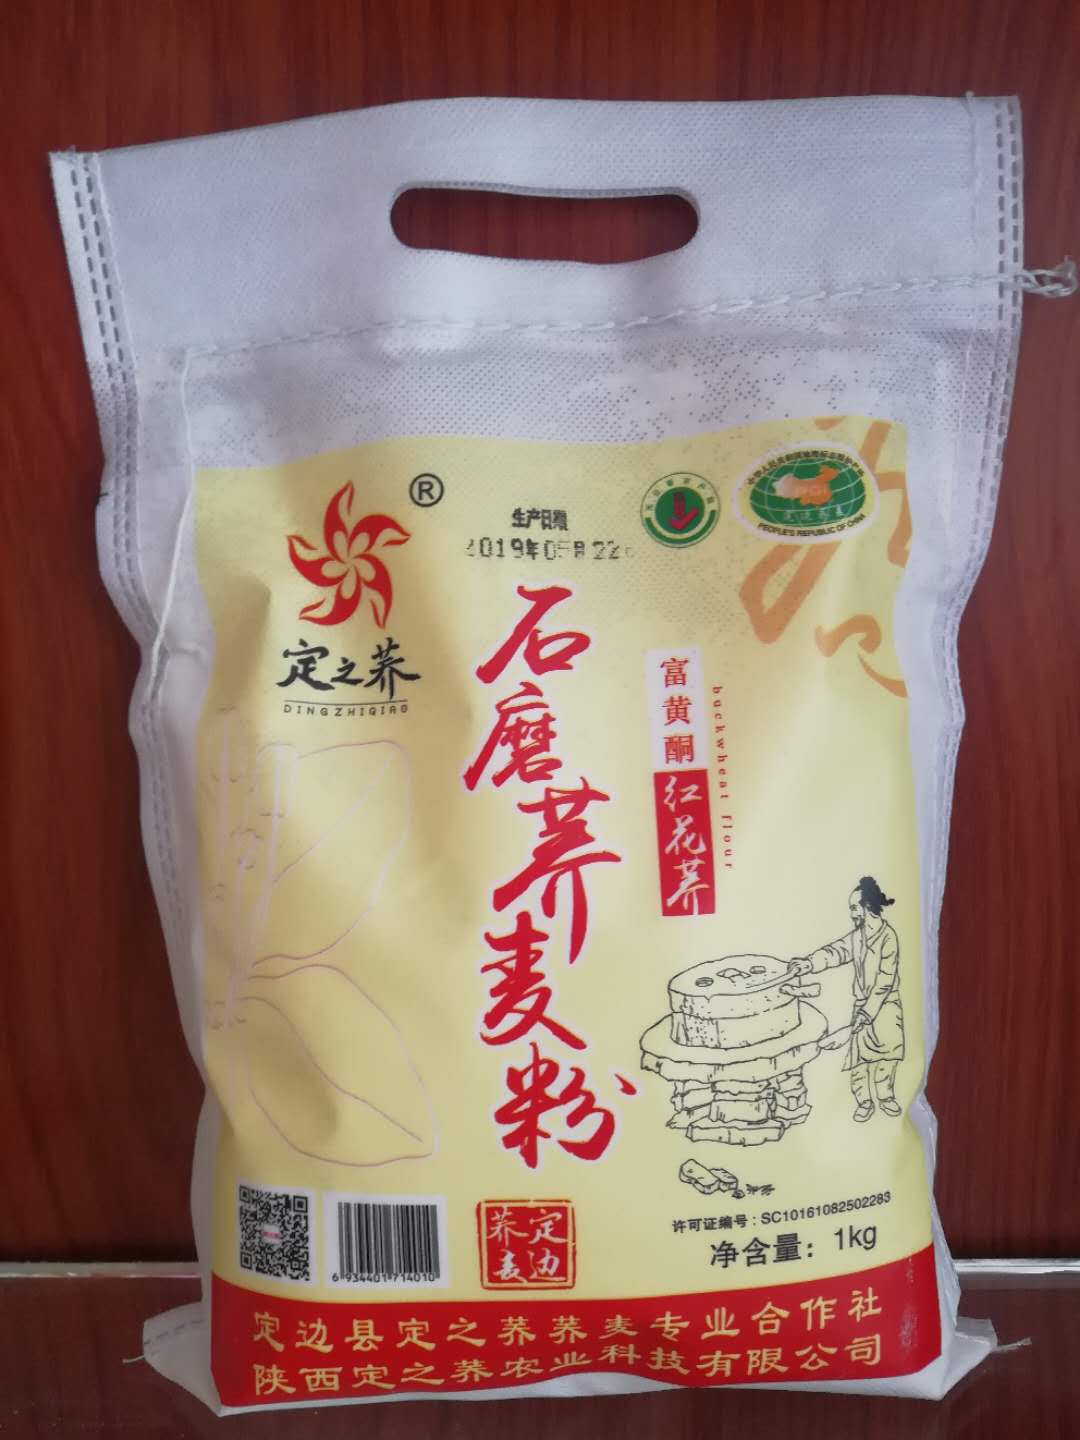 ®
定之荞
DINGZHIQIAO
生产日期
2019年05月22
PEOPLE'S REPUBLIC OF CHINA
石磨荞麦粉
富黄酮
红花荞
buckwheat flour
定边
荞麦
6934401714010
许可证编号：SC10161082502283
净含量：1kg
定边县定之荞荞麦专业合作社
陕西定之荞农业科技有限公司